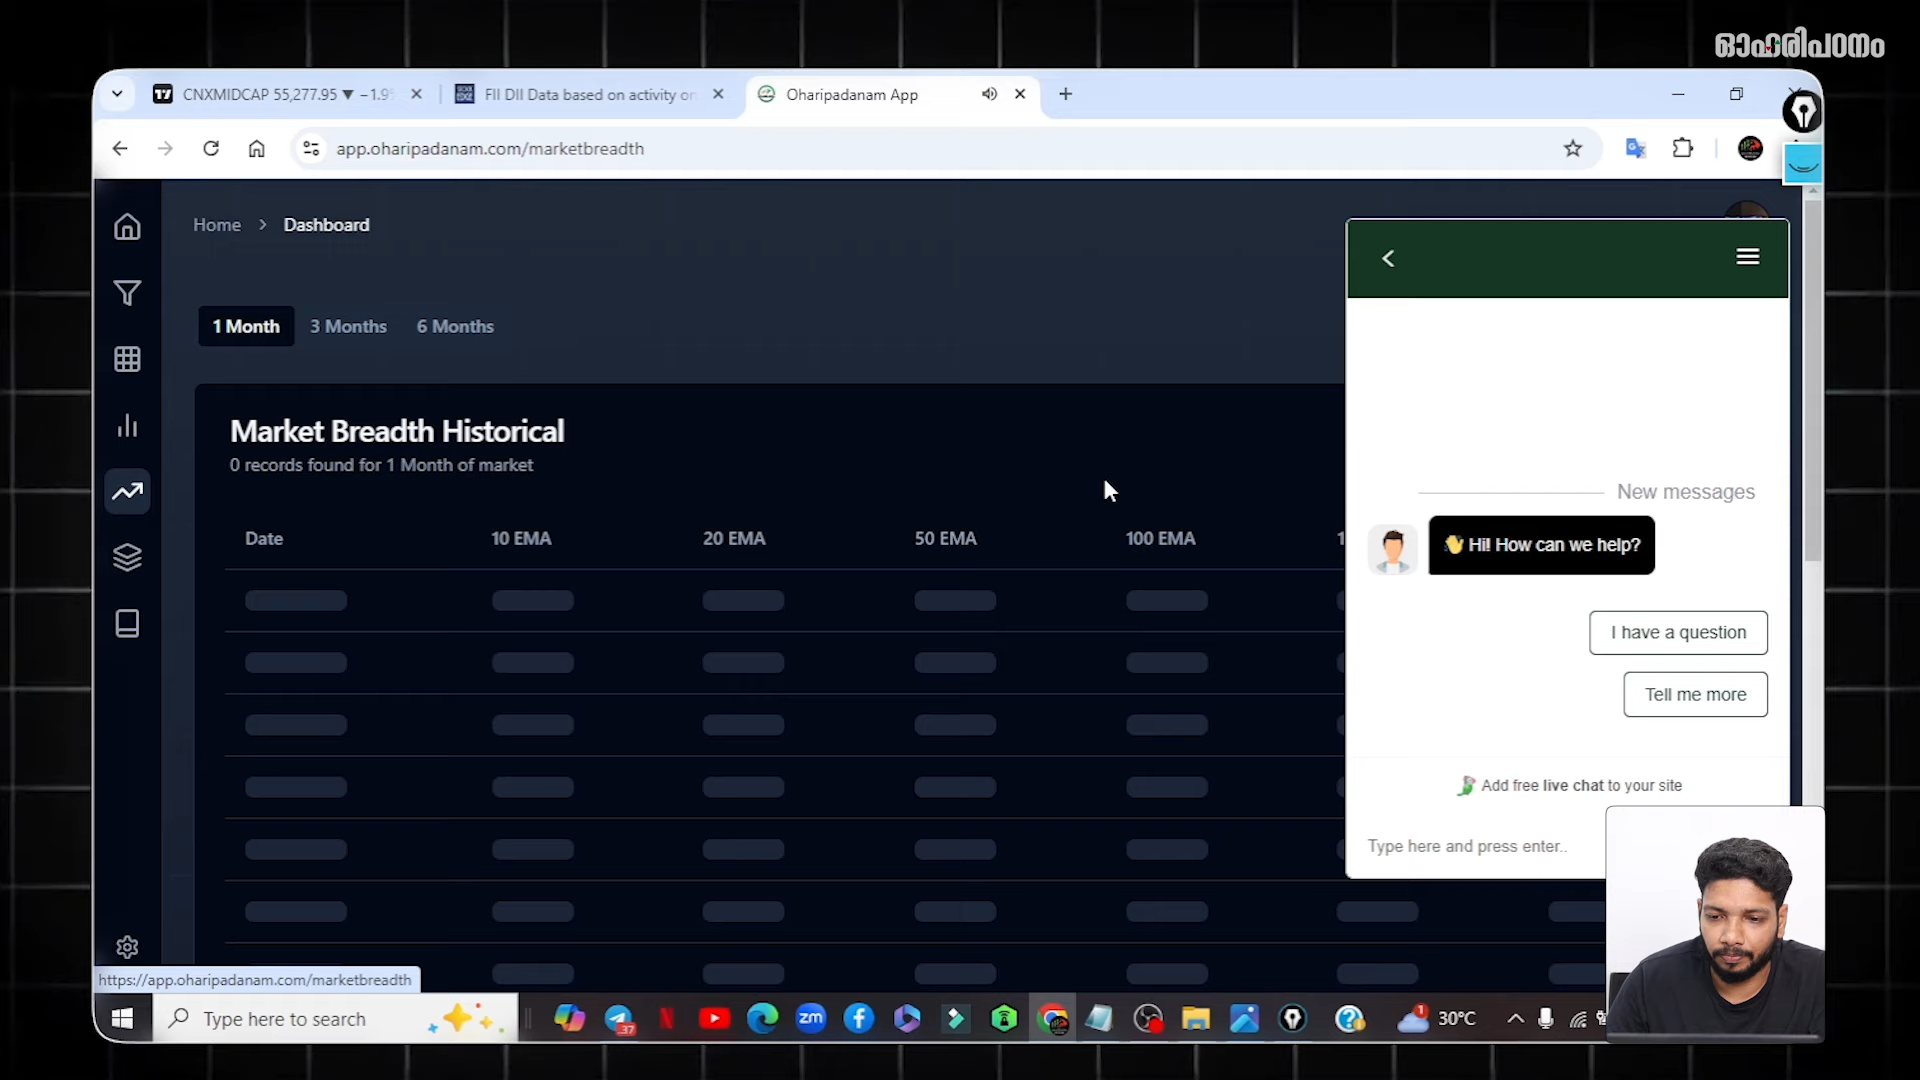 ഓഹരിപഠനം
CNXMIDCAP 55,277.95 ▼ −1.9
FII DII Data based on activity on
Oharipadanam App
app.oharipadanam.com/marketbreadth
Home > Dashboard
1 Month
3 Months
6 Months
Market Breadth Historical
0 records found for 1 Month of market
Date
10 EMA
20 EMA
50 EMA
100 EMA
New messages
👋 Hi! How can we help?
I have a question
Tell me more
Add free live chat to your site
Type here and press enter..
https://app.oharipadanam.com/marketbreadth
Type here to search
37
zm
1
30°C